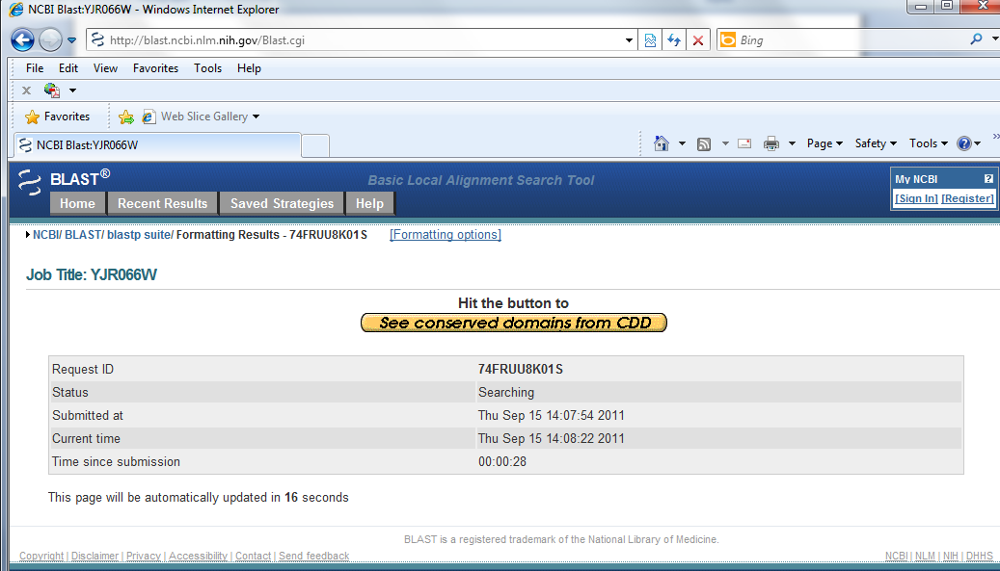 NCBI Blast:YJR066W - Windows Internet Explorer
http://blast.ncbi.nlm.nih.gov/Blast.cgi
Bing
File Edit View Favorites Tools Help
Favorites Web Slice Gallery
NCBI Blast:YJR066W
Page Safety Tools
BLAST® Basic Local Alignment Search Tool
My NCBI ?
[Sign In] [Register]
Home Recent Results Saved Strategies Help
NCBI/ BLAST/ blastp suite/ Formatting Results - 74FRUU8K01S [Formatting options]
Job Title: YJR066W
Hit the button to
See conserved domains from CDD
Request ID 74FRUU8K01S
Status Searching
Submitted at Thu Sep 15 14:07:54 2011
Current time Thu Sep 15 14:08:22 2011
Time since submission 00:00:28
This page will be automatically updated in 16 seconds
BLAST is a registered trademark of the National Library of Medicine.
Copyright | Disclaimer | Privacy | Accessibility | Contact | Send feedback
NCBI | NLM | NIH | DHHS